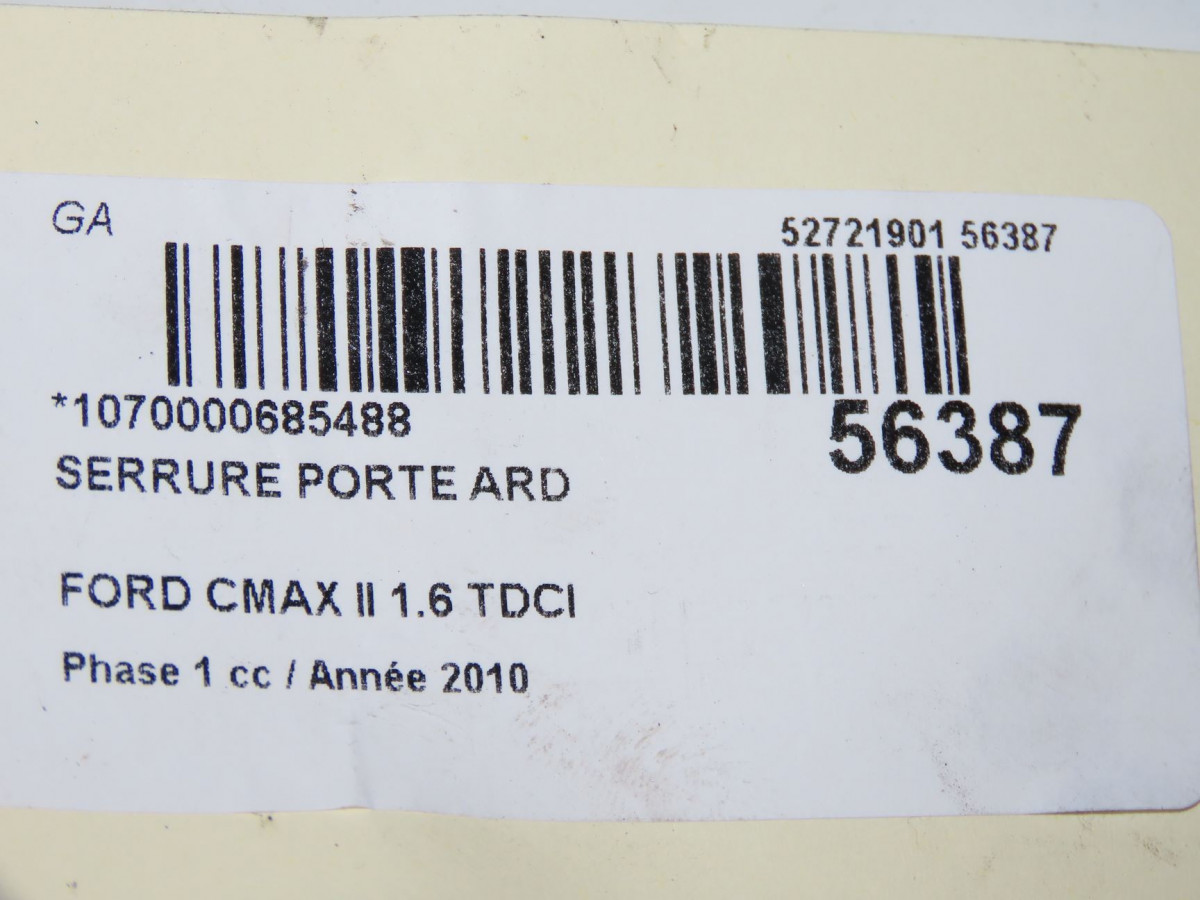 GA
52721901 56387
*1070000685488
56387
SERRURE PORTE ARD
FORD CMAX II 1.6 TDCI
Phase 1 cc / Année 2010